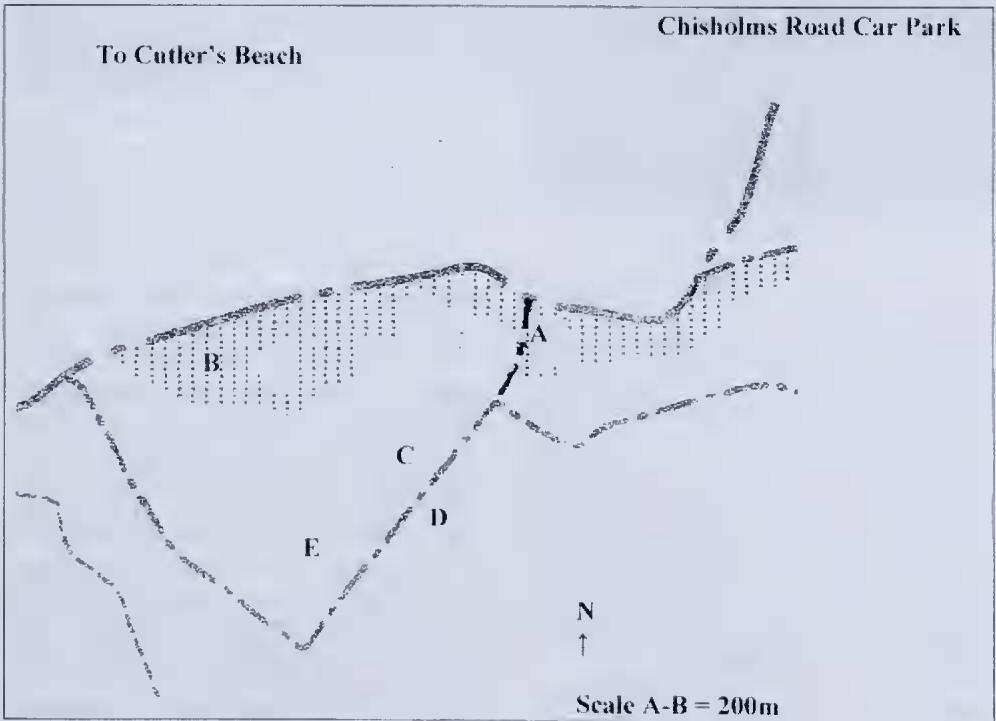 Chisholms Road Car Park
To Cutler's Beach
A
B
C
D
E
N
↑
Scale A-B = 200m